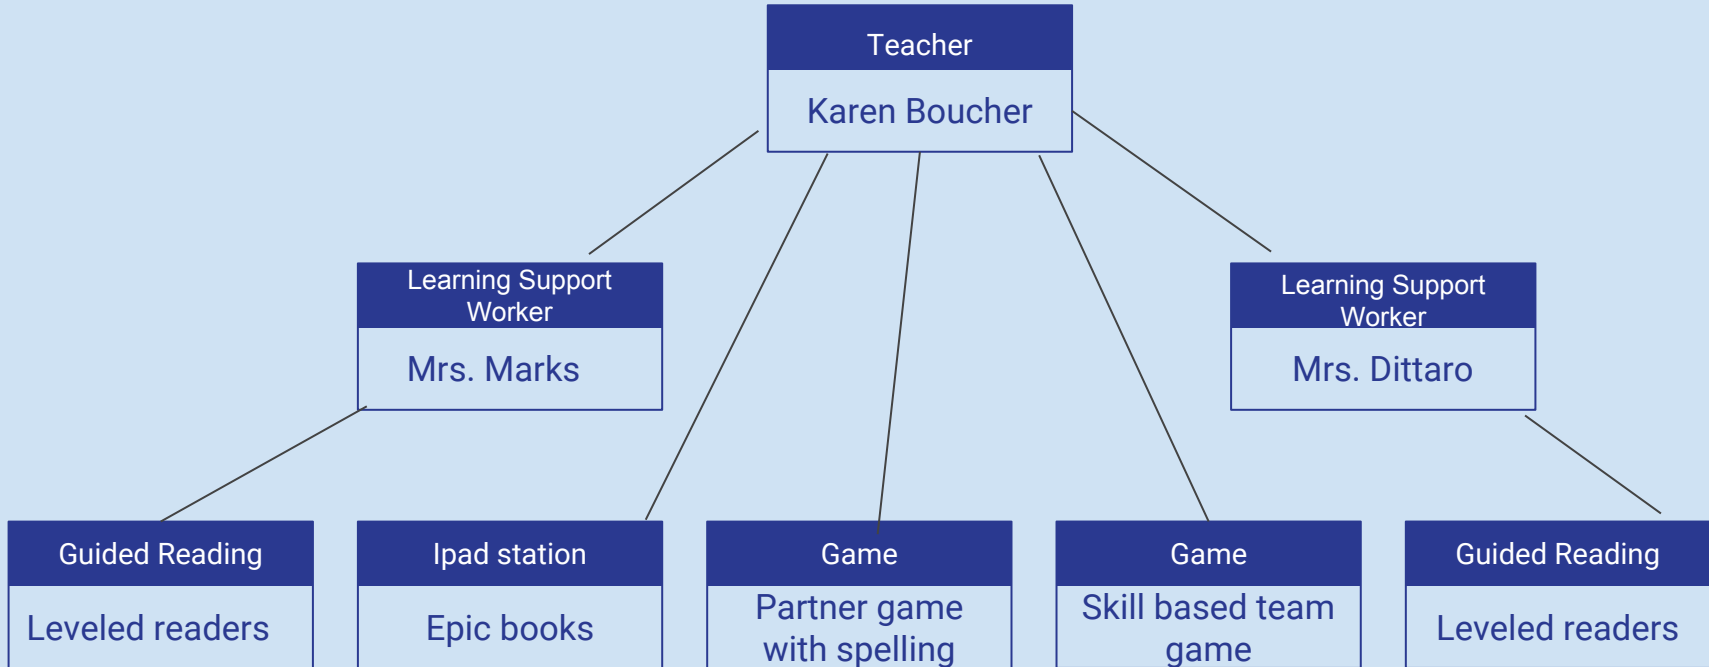 Teacher
Karen Boucher
Learning Support
Worker
Mrs. Marks
Learning Support
Worker
Mrs. Dittaro
Guided Reading
Leveled readers
Ipad station
Epic books
Game
Partner game
with spelling
Game
Skill based team
game
Guided Reading
Leveled readers